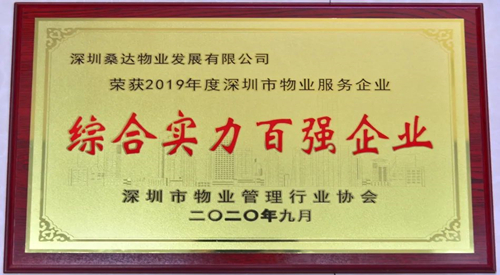 深圳桑达物业发展有限公司
荣获2019年度深圳市物业服务企业
综合实力百强企业
深圳市物业管理行业协会
二〇二〇年九月